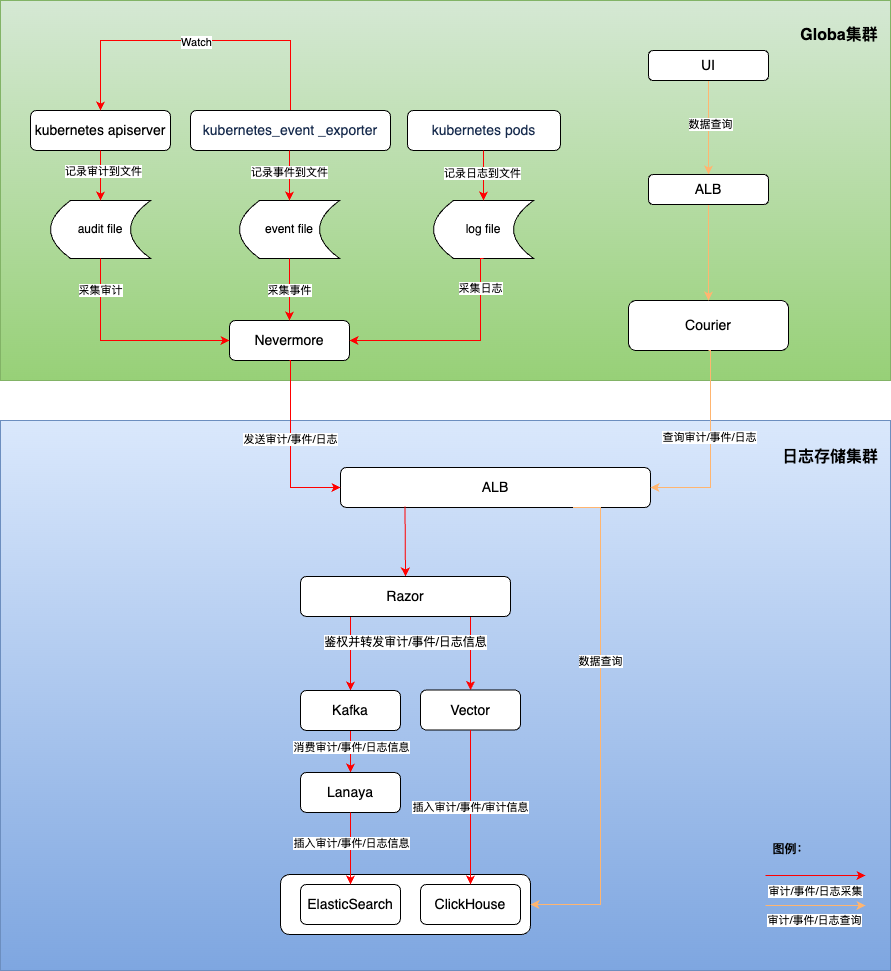 Globa集群
Watch
UI
kubernetes apiserver
kubernetes_event _exporter
kubernetes pods
数据查询
记录审计到文件
记录事件到文件
记录日志到文件
ALB
audit file
event file
log file
采集审计
采集事件
采集日志
Courier
Nevermore
发送审计/事件/日志
查询审计/事件/日志
日志存储集群
ALB
Razor
鉴权并转发审计/事件/日志信息
数据查询
Kafka
Vector
消费审计/事件/日志信息
Lanaya
插入审计/事件/审计信息
插入审计/事件/日志信息
图例：
审计/事件/日志采集
ElasticSearch
ClickHouse
审计/事件/日志查询